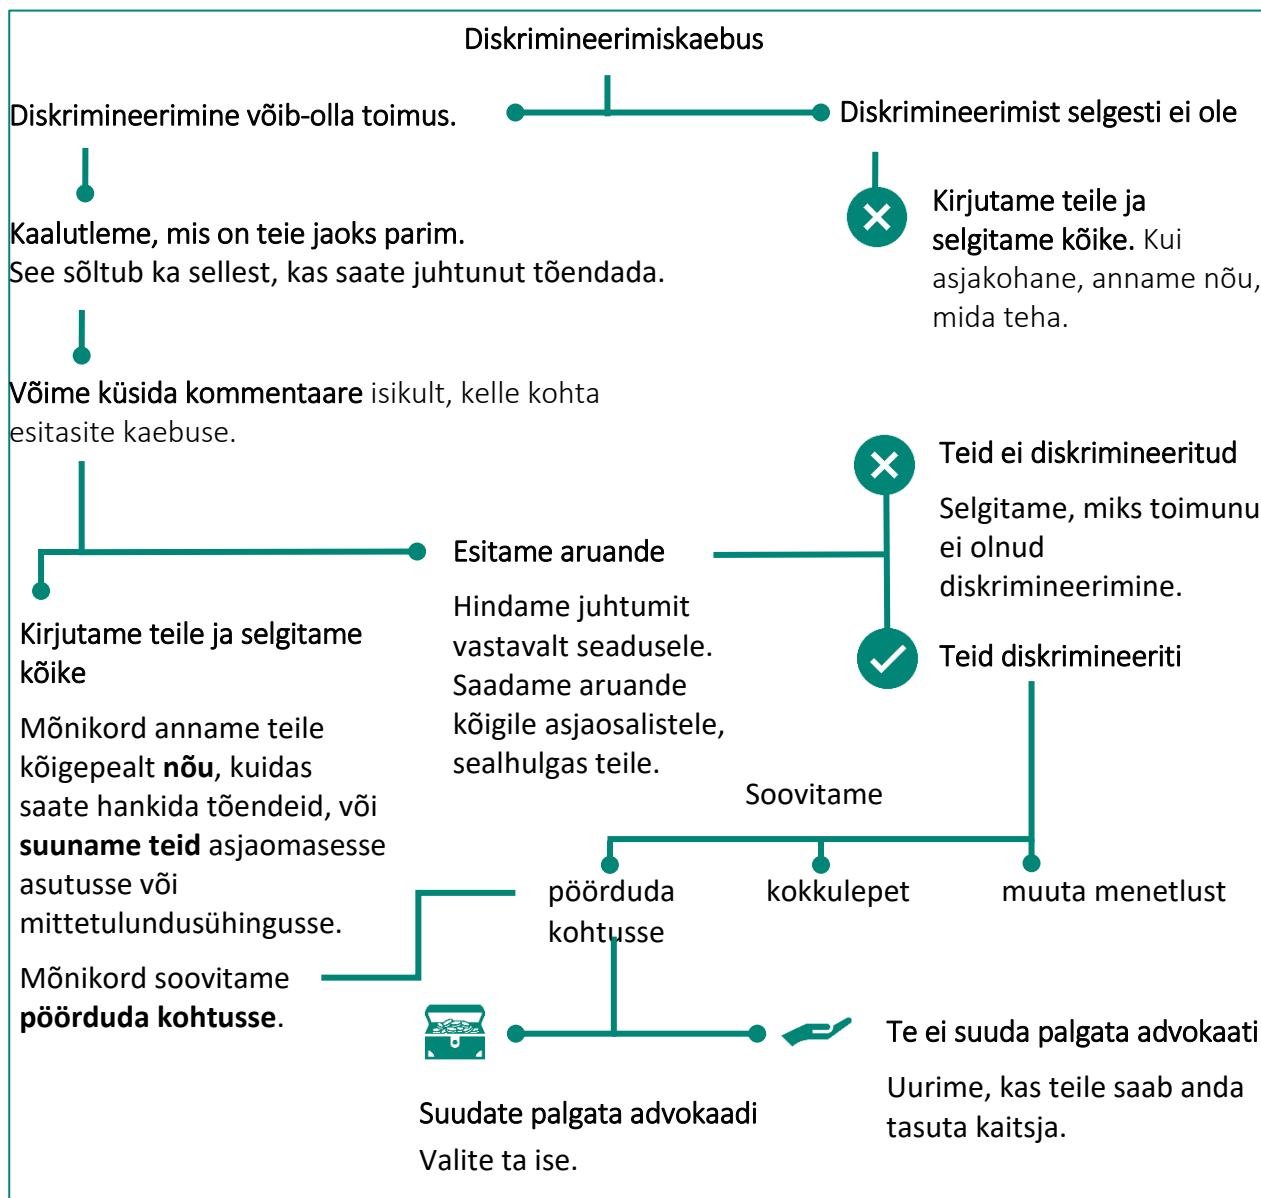 Diskrimineerimiskaebus
Diskrimineerimine võib-olla toimus.
Diskrimineerimist selgesti ei ole
Kirjutame teile ja
selgitame kõike. Kui
asjakohane, anname nõu,
mida teha.
Kaalutleme, mis on teie jaoks parim.
See sõltub ka sellest, kas saate juhtunut tõendada.
Võime küsida kommentaare isikult, kelle kohta
esitasite kaebuse.
Kirjutame teile ja selgitame
kõike
Mõnikord anname teile
kõigepealt nõu, kuidas
saate hankida tõendeid, või
suuname teid asjaomasesse
asutusse või
mittetulundusühingusse.
Mõnikord soovitame
pöörduda kohtusse.
Esitame aruande
Hindame juhtumit
vastavalt seadusele.
Saadame aruande
kõigile asjaosalistele,
sealhulgas teile.
Teid ei diskrimineeritud
Selgitame, miks toimunu
ei olnud
diskrimineerimine.
Teid diskrimineeriti
Soovitame
pöörduda
kohtusse
kokkulepet
muuta menetlust
Suudate palgata advokaadi
Valite ta ise.
Te ei suuda palgata advokaati
Uurime, kas teile saab anda
tasuta kaitsja.